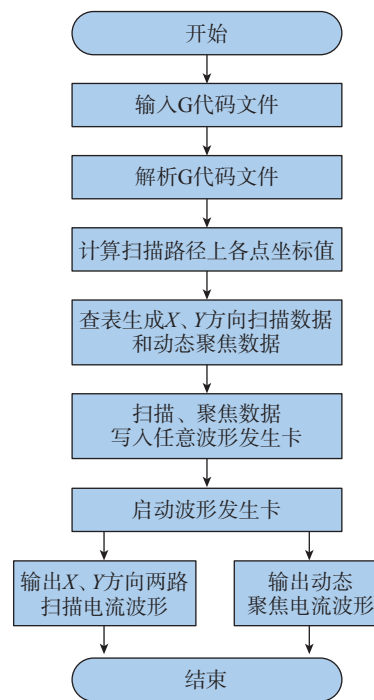 开始
输入G代码文件
解析G代码文件
计算扫描路径上各点坐标值
查表生成X、Y方向扫描数据
和动态聚焦数据
扫描、聚焦数据
写入任意波形发生卡
启动波形发生卡
输出X、Y方向两路
扫描电流波形
输出动态
聚焦电流波形
结束